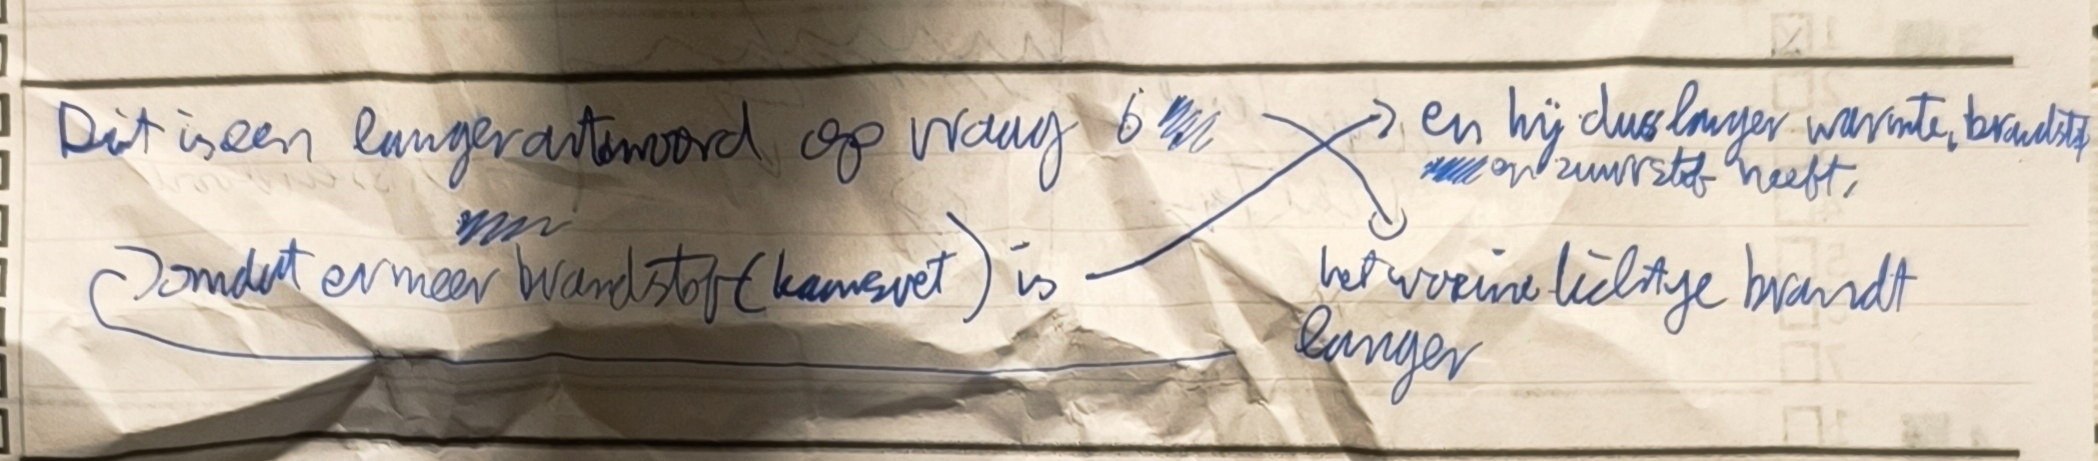 Dit is een langer antwoord op vraag 6
het waxine lichtje brandt
langer
omdat er meer brandstof (kaarsvet) is
en hij dus langer warmte, brandstof
en zuurstof heeft,